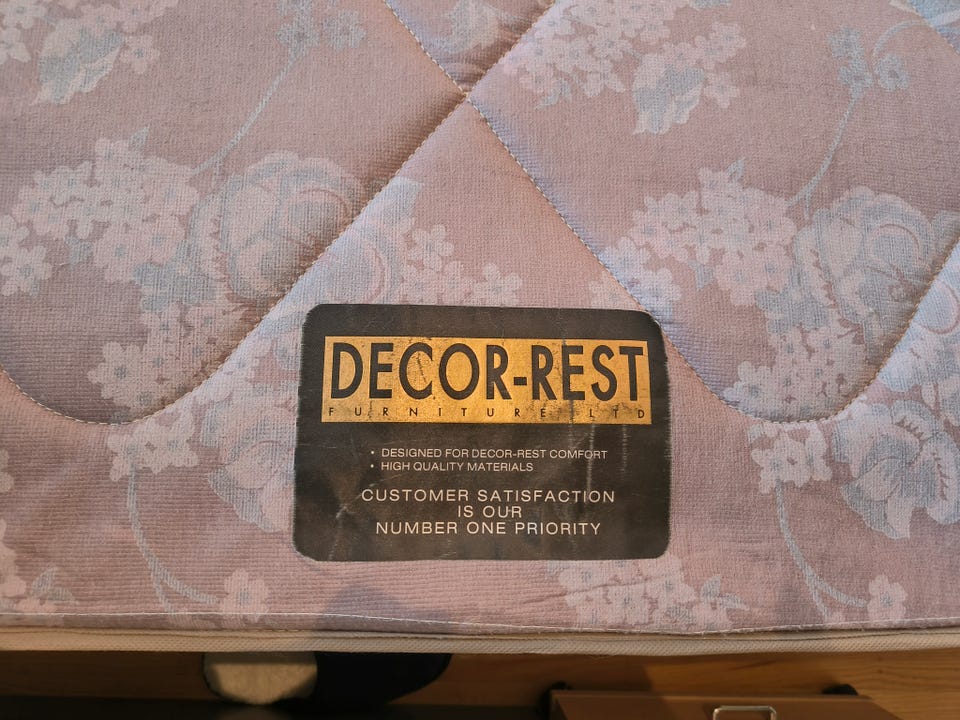 DECOR-REST
FURNITURE LTD
• DESIGNED FOR DECOR-REST COMFORT
• HIGH QUALITY MATERIALS
CUSTOMER SATISFACTION
IS OUR
NUMBER ONE PRIORITY